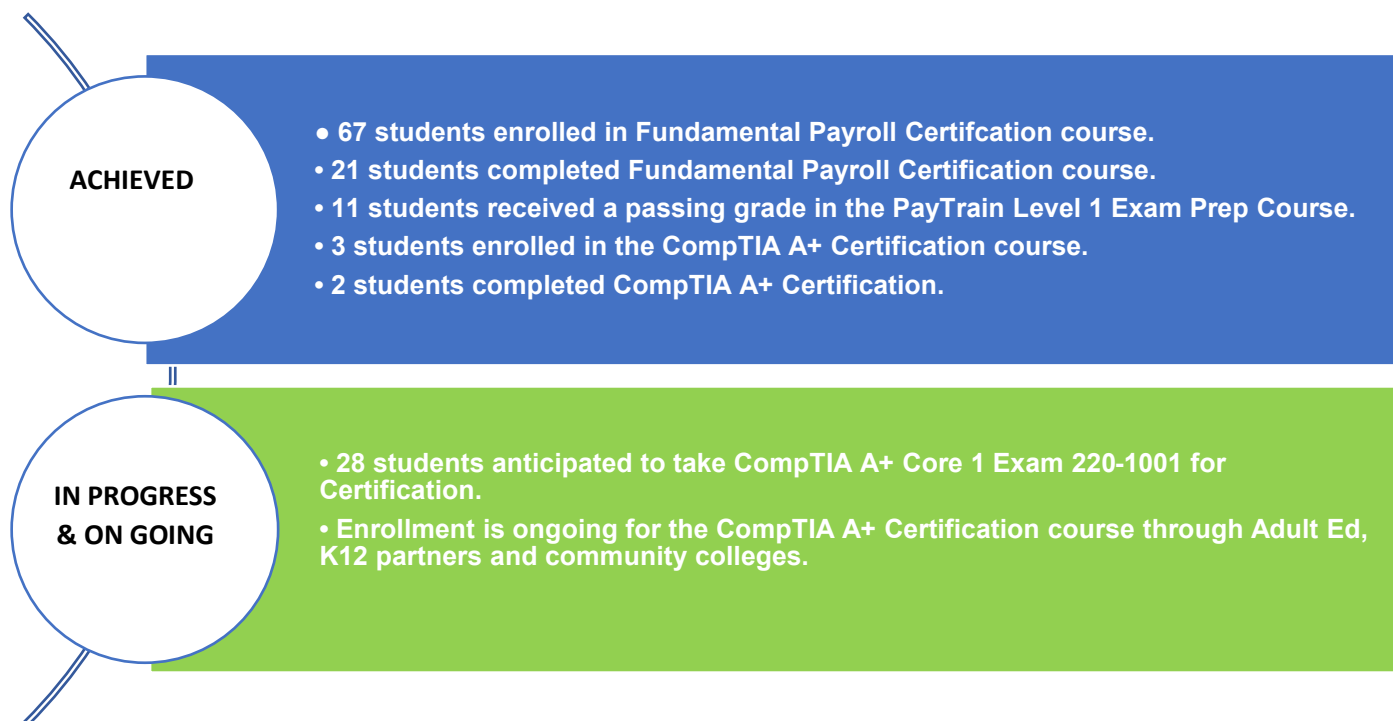 ACHIEVED
● 67 students enrolled in Fundamental Payroll Certifcation course.
• 21 students completed Fundamental Payroll Certification course.
• 11 students received a passing grade in the PayTrain Level 1 Exam Prep Course.
• 3 students enrolled in the CompTIA A+ Certification course.
• 2 students completed CompTIA A+ Certification.
IN PROGRESS
& ON GOING
• 28 students anticipated to take CompTIA A+ Core 1 Exam 220-1001 for
Certification.
• Enrollment is ongoing for the CompTIA A+ Certification course through Adult Ed,
K12 partners and community colleges.